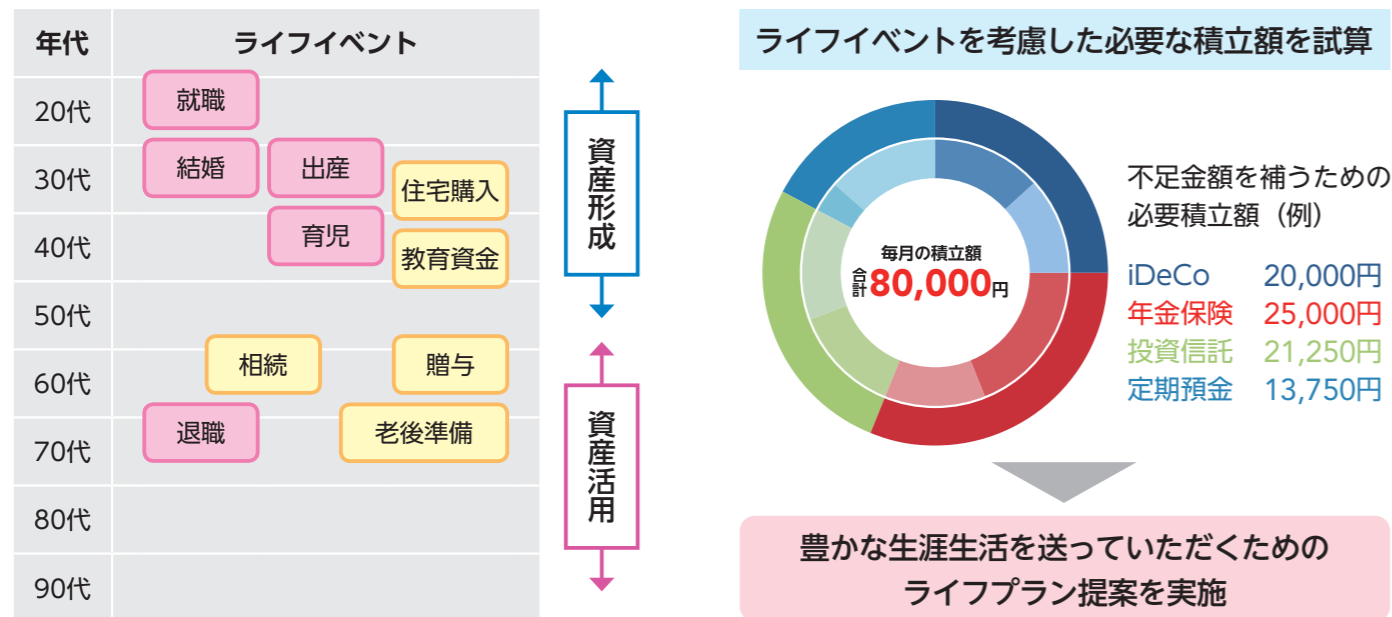 年代 ライフイベント
20代 就職
30代 結婚 出産 住宅購入
40代 育児 教育資金
50代
60代 相続 贈与
70代 退職 老後準備
80代
90代
資産形成
資産活用
ライフイベントを考慮した必要な積立額を試算
毎月の積立額
合計80,000円
不足金額を補うための
必要積立額（例）
iDeCo 20,000円
年金保険 25,000円
投資信託 21,250円
定期預金 13,750円
豊かな生涯生活を送っていただくための
ライフプラン提案を実施